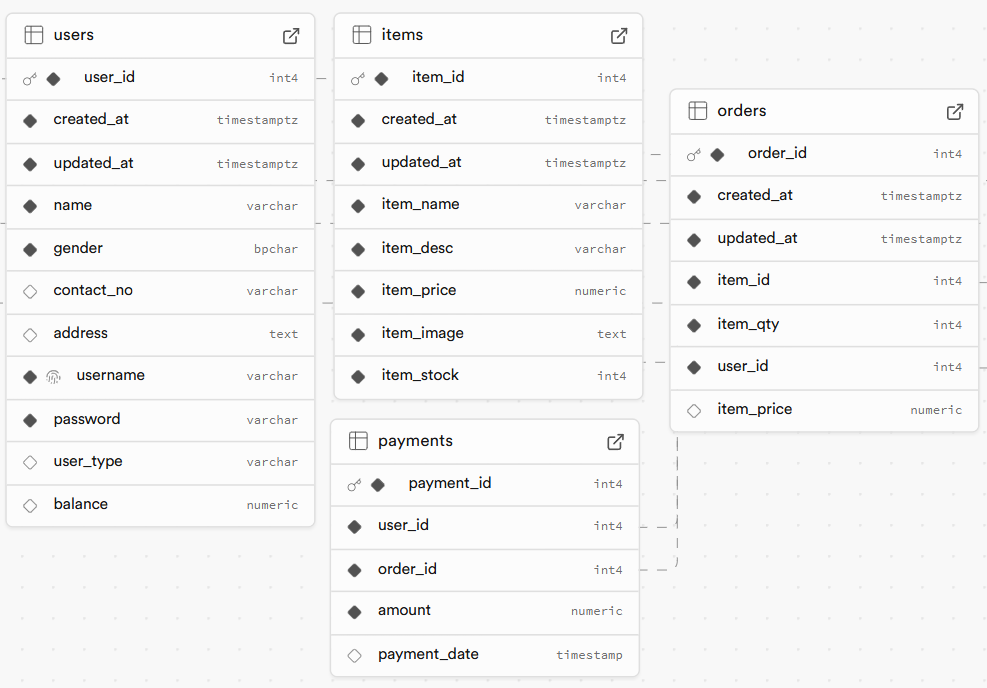 users
user_id int4
created_at timestamptz
updated_at timestamptz
name varchar
gender bpchar
contact_no varchar
address text
username varchar
password varchar
user_type varchar
balance numeric
items
item_id int4
created_at timestamptz
updated_at timestamptz
item_name varchar
item_desc varchar
item_price numeric
item_image text
item_stock int4
payments
payment_id int4
user_id int4
order_id int4
amount numeric
payment_date timestamp
orders
order_id int4
created_at timestamptz
updated_at timestamptz
item_id int4
item_qty int4
user_id int4
item_price numeric